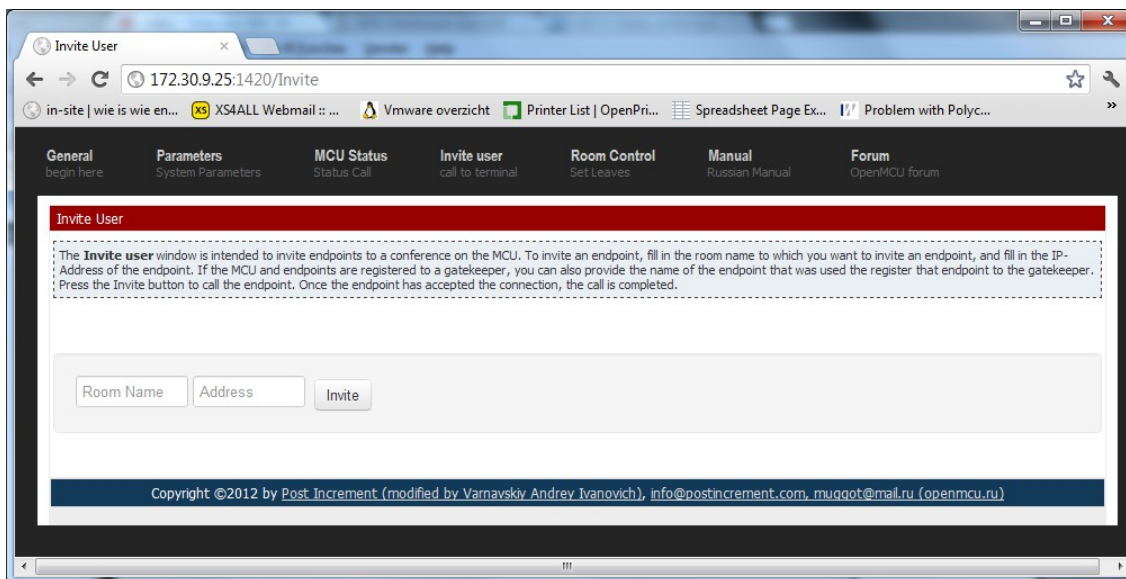 Invite User
172.30.9.25:1420/Invite
in-site | wie is wie en... XS XS4ALL Webmail :: ... Vmware overzicht Printer List | OpenPri... Spreadsheet Page Ex... Problem with Polyc... »
General Parameters MCU Status Invite user Room Control Manual Forum
begin here System Parameters Status Call call to terminal Set Leaves Russian Manual OpenMCU forum
Invite User
The Invite user window is intended to invite endpoints to a conference on the MCU. To invite an endpoint, fill in the room name to which you want to invite an endpoint, and fill in the IP-
Address of the endpoint. If the MCU and endpoints are registered to a gatekeeper, you can also provide the name of the endpoint that was used the register that endpoint to the gatekeeper.
Press the Invite button to call the endpoint. Once the endpoint has accepted the connection, the call is completed.
Room Name Address Invite
Copyright ©2012 by Post Increment (modified by Varnavskiy Andrey Ivanovich), info@postincrement.com, muggot@mail.ru (openmcu.ru)